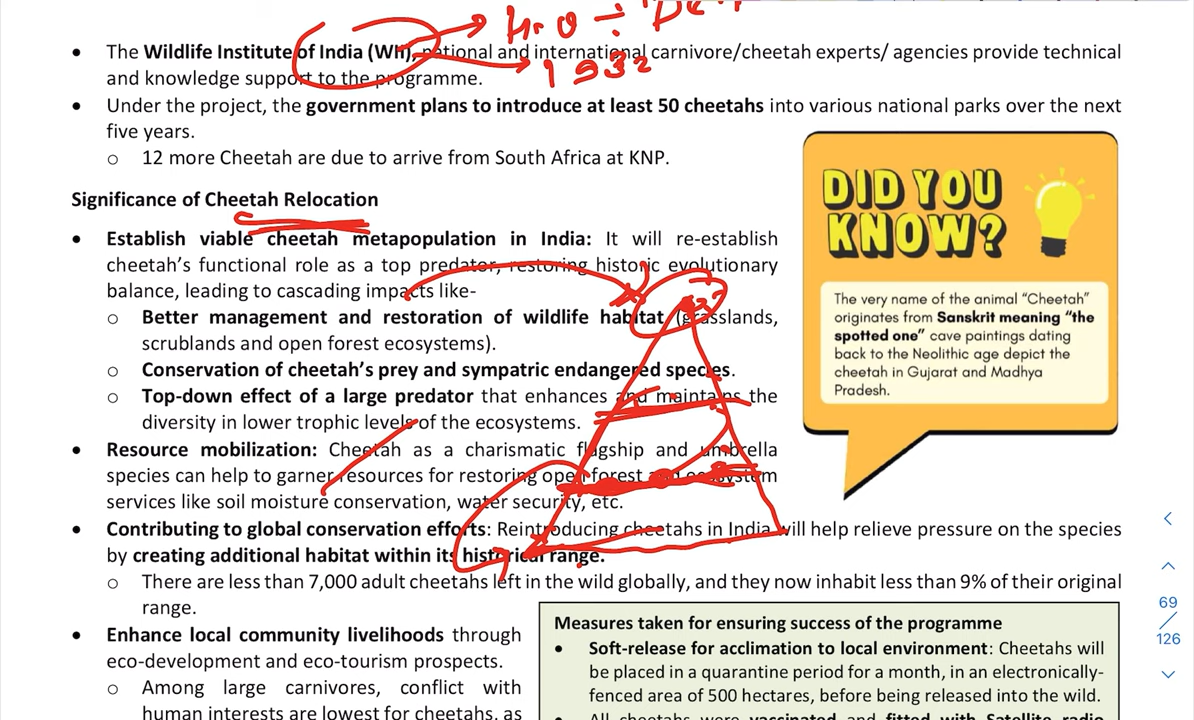 The Wildlife Institute of India (WII), national and international carnivore/cheetah experts/ agencies provide technical
and knowledge support to the programme.
1932
• Under the project, the government plans to introduce at least 50 cheetahs into various national parks over the next
five years.
o 12 more Cheetah are due to arrive from South Africa at KNP.
Significance of Cheetah Relocation
• Establish viable cheetah metapopulation in India: It will re-establish
cheetah's functional role as a top predator, restoring historic evolutionary
balance, leading to cascading impacts like-
o Better management and restoration of wildlife habitat (grasslands,
scrublands and open forest ecosystems).
o Conservation of cheetah's prey and sympatric endangered species.
o Top-down effect of a large predator that enhances and maintains the
diversity in lower trophic levels of the ecosystems.
• Resource mobilization: Cheetah as a charismatic flagship and umbrella
species can help to garner resources for restoring open forest and ecosystem
services like soil moisture conservation, water security, etc.
DID YOU
KNOW?
The very name of the animal "Cheetah"
originates from Sanskrit meaning "the
spotted one" cave paintings dating
back to the Neolithic age depict the
cheetah in Gujarat and Madhya
Pradesh.
• Contributing to global conservation efforts: Reintroducing cheetahs in India will help relieve pressure on the species
by creating additional habitat within its historical range.
o There are less than 7,000 adult cheetahs left in the wild globally, and they now inhabit less than 9% of their original
range.
• Enhance local community livelihoods through
eco-development and eco-tourism prospects.
o Among large carnivores, conflict with
human interests are lowest for cheetahs, as
Measures taken for ensuring success of the programme
• Soft-release for acclimation to local environment: Cheetahs will
be placed in a quarantine period for a month, in an electronically-
fenced area of 500 hectares, before being released into the wild.
• All cheetahs were vaccinated and fitted with Satellite radio
69
126